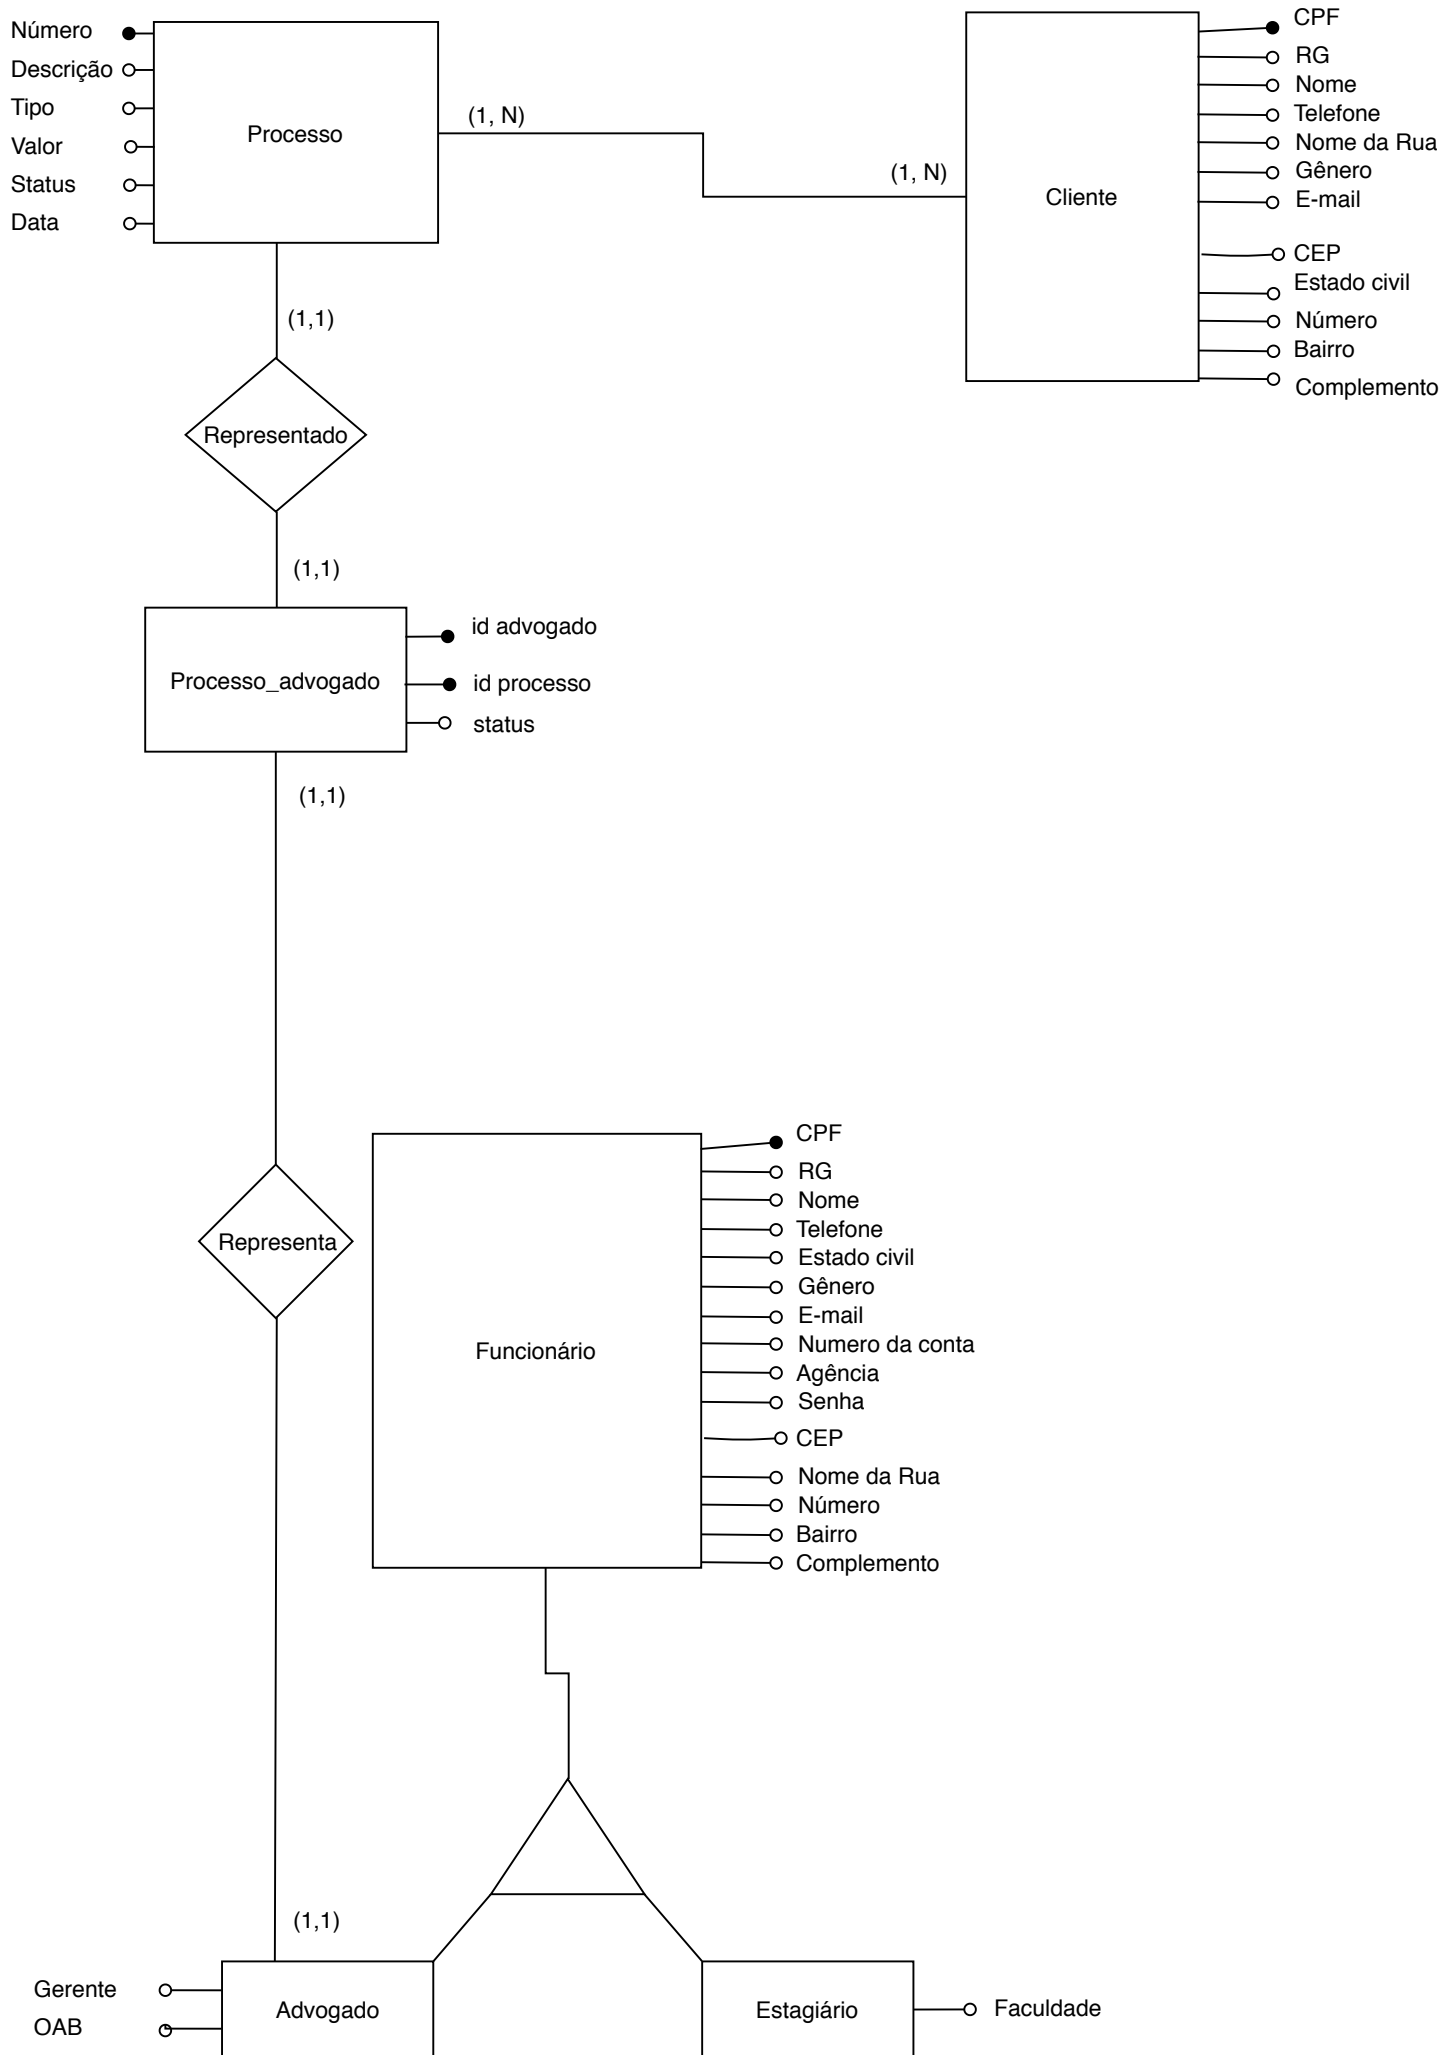 Número
Descrição
Tipo
Valor
Status
Data
Processo
(1, N)
(1, N)
Cliente
CPF
RG
Nome
Telefone
Nome da Rua
Gênero
E-mail
CEP
Estado civil
Número
Bairro
Complemento
(1,1)
Representado
(1,1)
Processo_advogado
id advogado
id processo
status
(1,1)
Representa
Funcionário
CPF
RG
Nome
Telefone
Estado civil
Gênero
E-mail
Numero da conta
Agência
Senha
CEP
Nome da Rua
Número
Bairro
Complemento
(1,1)
Gerente
OAB
Advogado
Estagiário
Faculdade